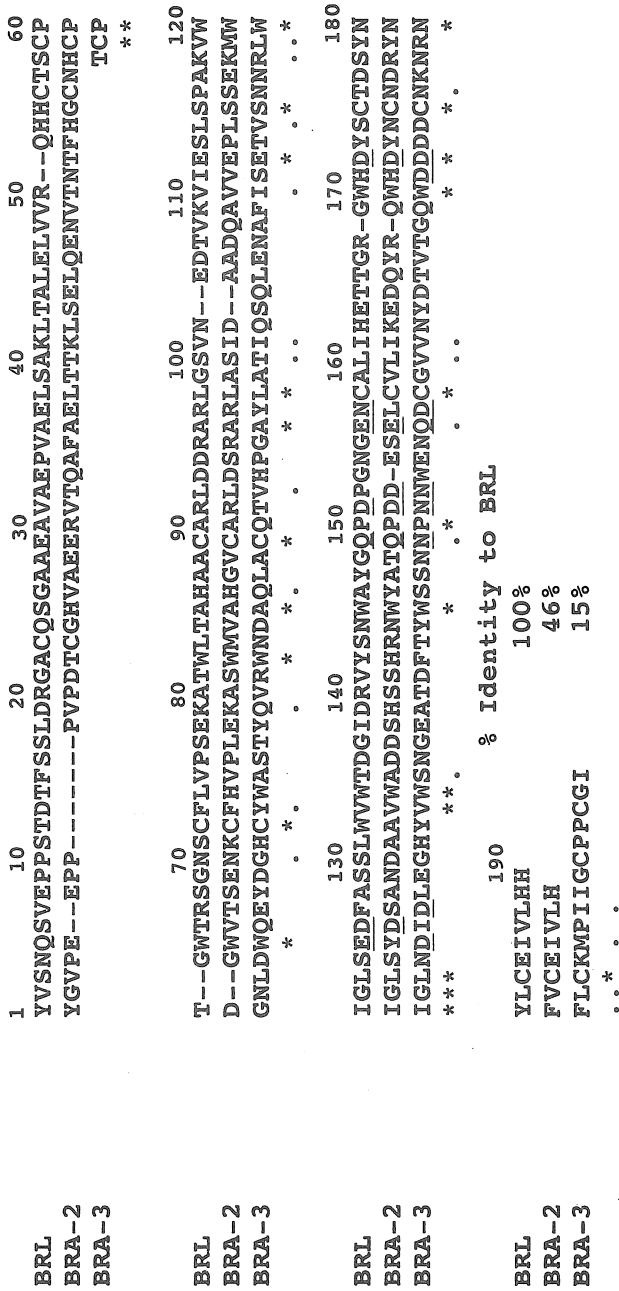 1 10 20 30 40 50 60
BRL YVSNQSVEPPSTDTFSSLDRGACQSGAAEAVAEPVAELSAKLTALELVVR--QHHCTSCP
BRA-2 YGVPE--EPP-------PVPDTCGHVAEERVTQAFAELTTKLSELQENVTNTFHGCNHCP
BRA-3 TCP
**
70 80 90 100 110 120
BRL T--GWTRSGNSCFLVPSEKATWLTAHAACARLDDRARLGSVN--EDTVKVIESLSPAKVW
BRA-2 D--GWVTSENKCFHVPLEKASWMVAHGVCARLDSRARLASID--AADQAVVEPLSSEKMW
BRA-3 GNLDWQEYDGHCYWASTYQVRWNDAQLACQTVHPGAYLATIQSQLENAFISETVSNNRLW
* . *. . * *. * . * * .. . * .* .. *
130 140 150 160 170 180
BRL IGLSEDFASSLWVWTDGIDRVYSNWAYGQPDPGNGENCALIHETTGR-GWHDYSCTDSYN
BRA-2 IGLSYDSANDAAVWADDSHSSHRNWYATQPDD-ESELCVLIKEDQYR-QWHDYNCNDRYN
BRA-3 IGLNDIDLEGHYVWSNGEATDFTYWSSNNPNNWENQDCGVVNYDTVTGQWDDDDCNKNRN
*** **. * .* . * .. * * *. *
190 % Identity to BRL
BRL YLCEIVLHH 100%
BRA-2 FVCEIVLH 46%
BRA-3 FLCKMPIIGCPPCGI 15%
..* . .